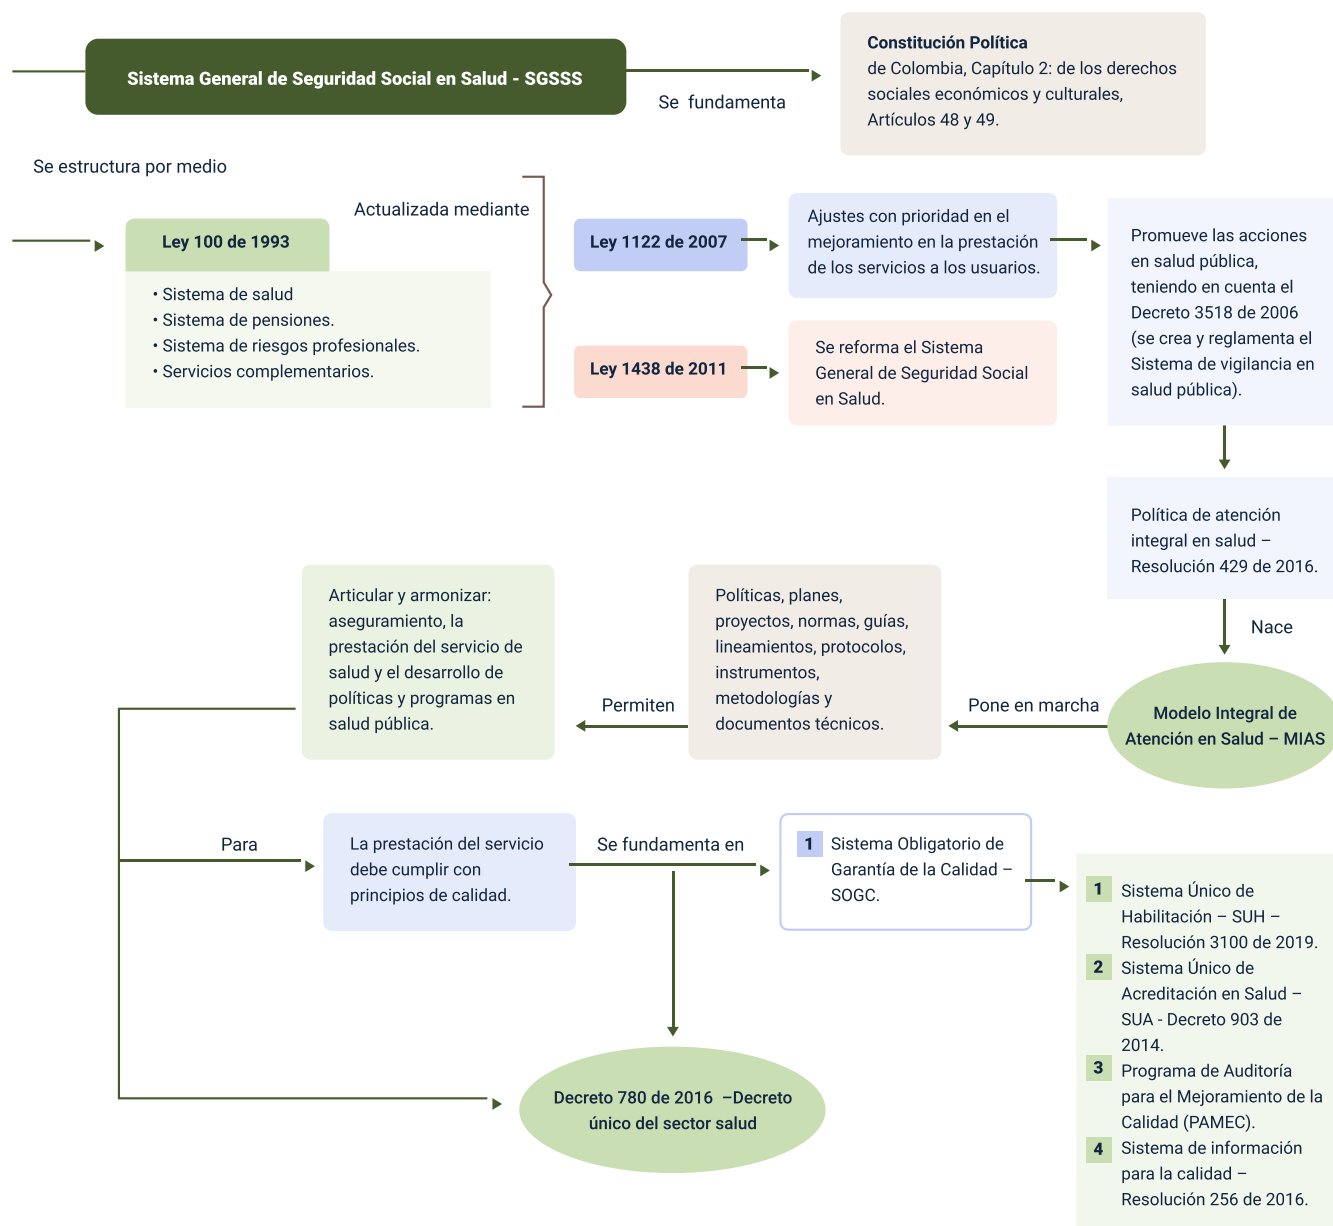 Sistema General de Seguridad Social en Salud - SGSSS
Se fundamenta
Constitución Política
de Colombia, Capítulo 2: de los derechos
sociales económicos y culturales,
Artículos 48 y 49.
Se estructura por medio
Ley 100 de 1993
• Sistema de salud
• Sistema de pensiones.
• Sistema de riesgos profesionales.
• Servicios complementarios.
Actualizada mediante
Ley 1122 de 2007
Ajustes con prioridad en el
mejoramiento en la prestación
de los servicios a los usuarios.
Ley 1438 de 2011
Se reforma el Sistema
General de Seguridad Social
en Salud.
Promueve las acciones
en salud pública,
teniendo en cuenta el
Decreto 3518 de 2006
(se crea y reglamenta el
Sistema de vigilancia en
salud pública).
Política de atención
integral en salud –
Resolución 429 de 2016.
Nace
Modelo Integral de
Atención en Salud – MIAS
Pone en marcha
Políticas, planes,
proyectos, normas, guías,
lineamientos, protocolos,
instrumentos,
metodologías y
documentos técnicos.
Permiten
Articular y armonizar:
aseguramiento, la
prestación del servicio de
salud y el desarrollo de
políticas y programas en
salud pública.
Para
La prestación del servicio
debe cumplir con
principios de calidad.
Se fundamenta en
1 Sistema Obligatorio de
Garantía de la Calidad –
SOGC.
1 Sistema Único de
Habilitación – SUH –
Resolución 3100 de 2019.
2 Sistema Único de
Acreditación en Salud –
SUA - Decreto 903 de
2014.
3 Programa de Auditoría
para el Mejoramiento de la
Calidad (PAMEC).
4 Sistema de información
para la calidad –
Resolución 256 de 2016.
Decreto 780 de 2016 –Decreto
único del sector salud